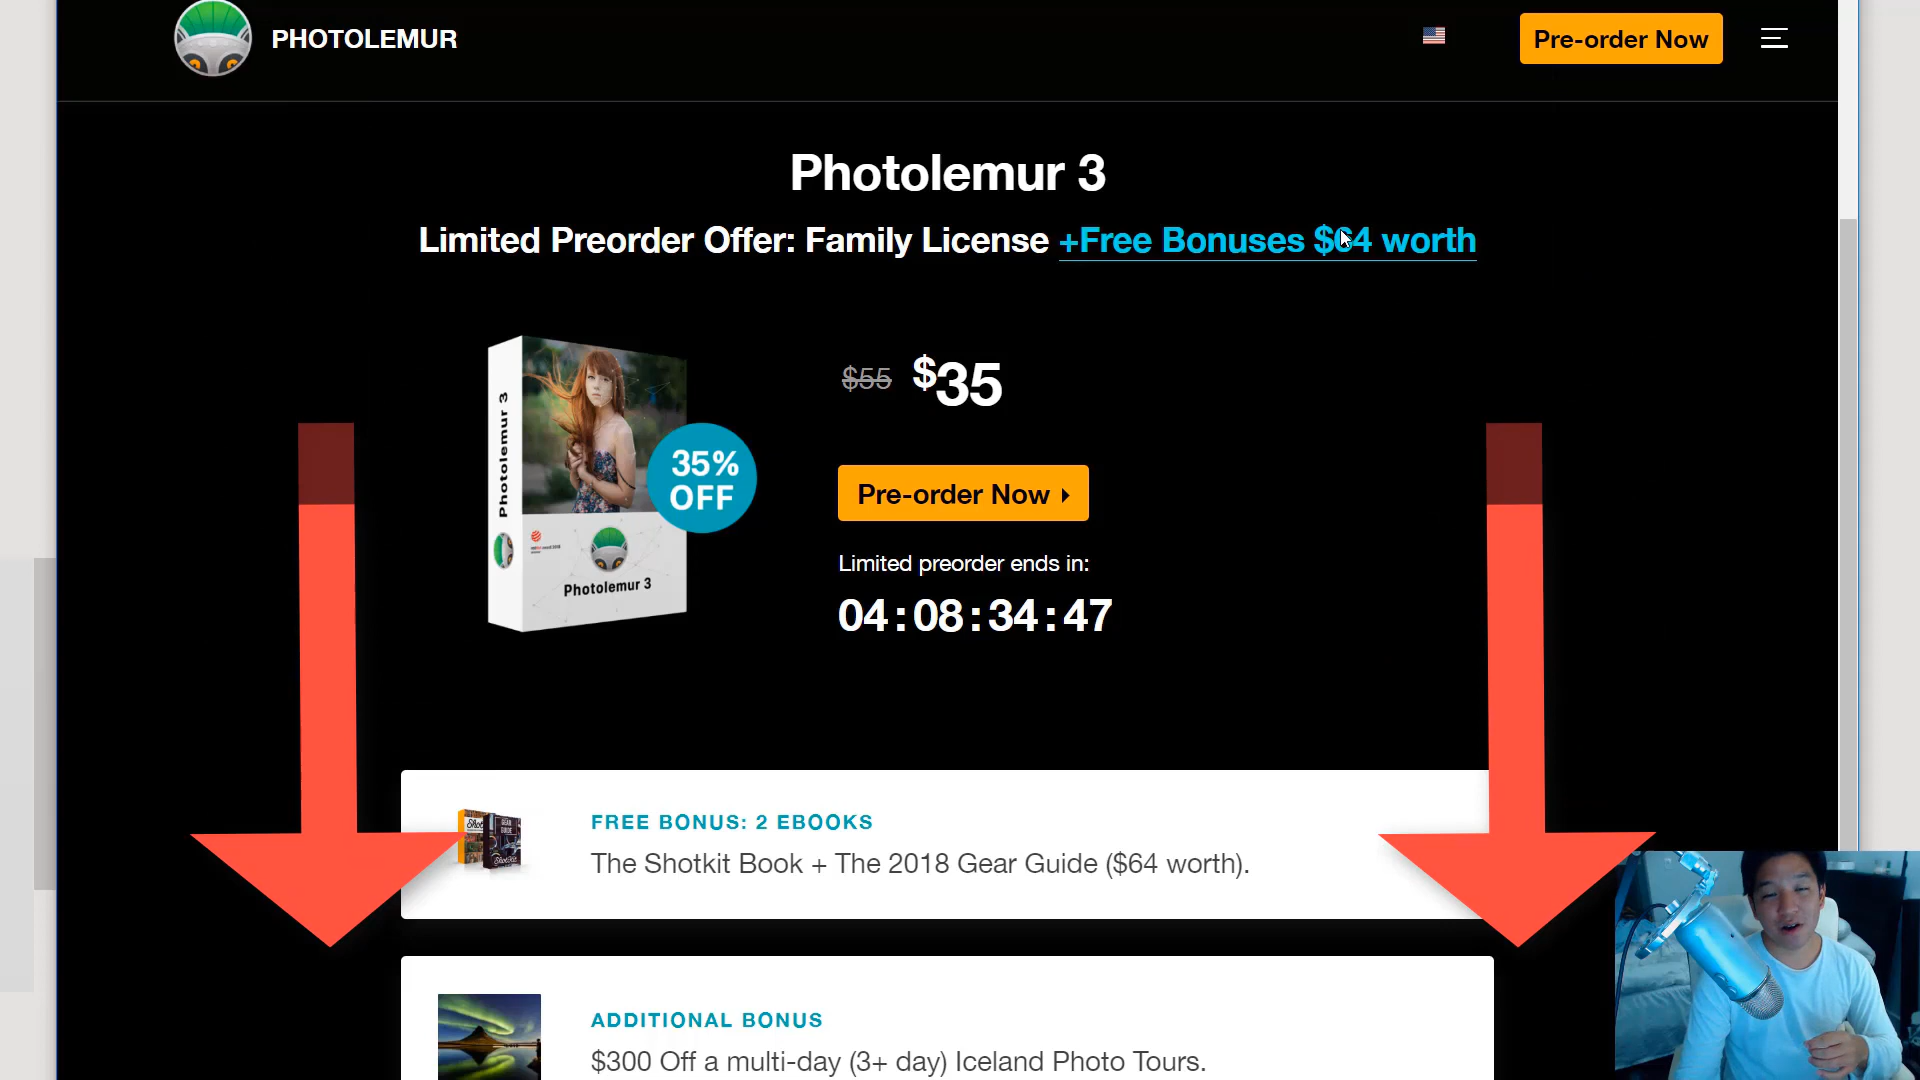 PHOTOLEMUR
Pre-order Now
Photolemur 3
Limited Preorder Offer: Family License +Free Bonuses $64 worth
Photolemur 3
35%
OFF
Photolemur 3
$55 $35
Pre-order Now
Limited preorder ends in:
04:08:34:47
GEAR
GUIDE
ShotKit
FREE BONUS: 2 EBOOKS
The Shotkit Book + The 2018 Gear Guide ($64 worth).
ADDITIONAL BONUS
$300 Off a multi-day (3+ day) Iceland Photo Tours.